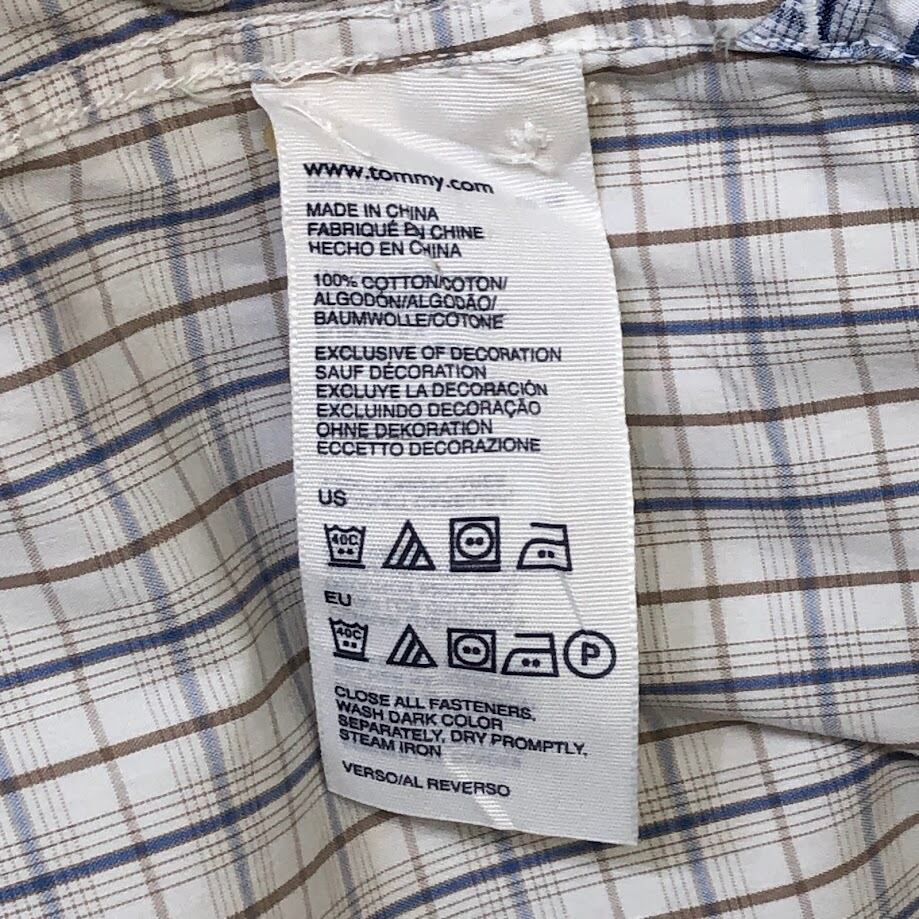 www.tommy.com
MADE IN CHINA
FABRIQUÉ EN CHINE
HECHO EN CHINA
100% COTTON/COTON/
ALGODÓN/ALGODÃO/
BAUMWOLLE/COTONE
EXCLUSIVE OF DECORATION
SAUF DÉCORATION
EXCLUYE LA DECORACIÓN
EXCLUINDO DECORAÇÃO
OHNE DEKORATION
ECCETTO DECORAZIONE
US
40C
EU
40C P
CLOSE ALL FASTENERS,
WASH DARK COLOR
SEPARATELY, DRY PROMPTLY,
STEAM IRON
VERSO/AL REVERSO